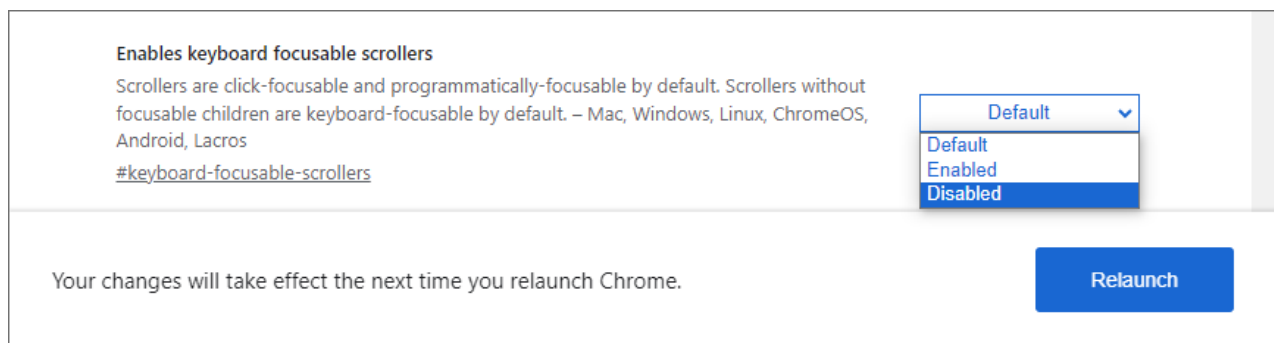 Enables keyboard focusable scrollers
Scrollers are click-focusable and programmatically-focusable by default. Scrollers without
focusable children are keyboard-focusable by default. – Mac, Windows, Linux, ChromeOS,
Android, Lacros
#keyboard-focusable-scrollers
Default
Default
Enabled
Disabled
Your changes will take effect the next time you relaunch Chrome.
Relaunch